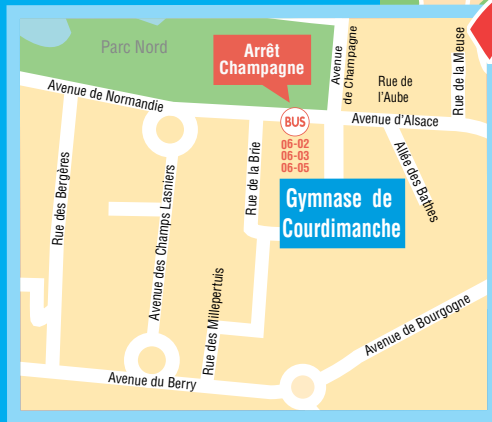 Parc Nord
Arrêt
Champagne
Avenue
de Champagne
Rue de la Meuse
Rue de
l'Aube
Avenue de Normandie
BUS
Avenue d'Alsace
06-02
06-03
06-05
Allée des Bathes
Rue des Bergères
Avenue des Champs Lasniers
Rue de la Brie
Gymnase de
Courdimanche
Rue des Millepertuis
Avenue de Bourgogne
Avenue du Berry